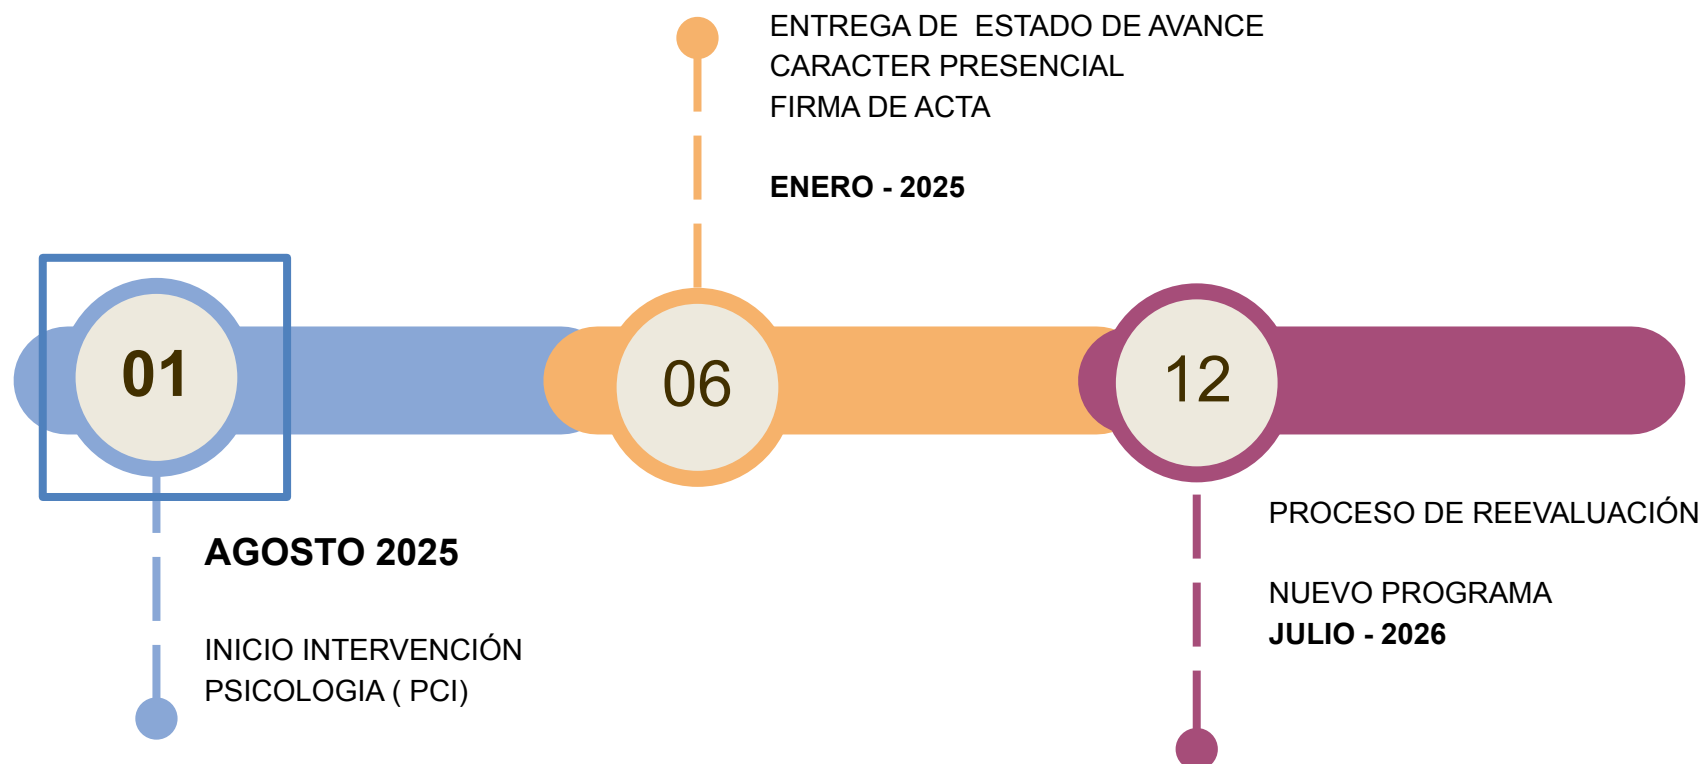 ENTREGA DE  ESTADO DE AVANCE
CARACTER PRESENCIAL
FIRMA DE ACTA
ENERO - 2025
01
06
12
AGOSTO 2025
INICIO INTERVENCIÓN
PSICOLOGIA ( PCI)
PROCESO DE REEVALUACIÓN
NUEVO PROGRAMA
JULIO - 2026